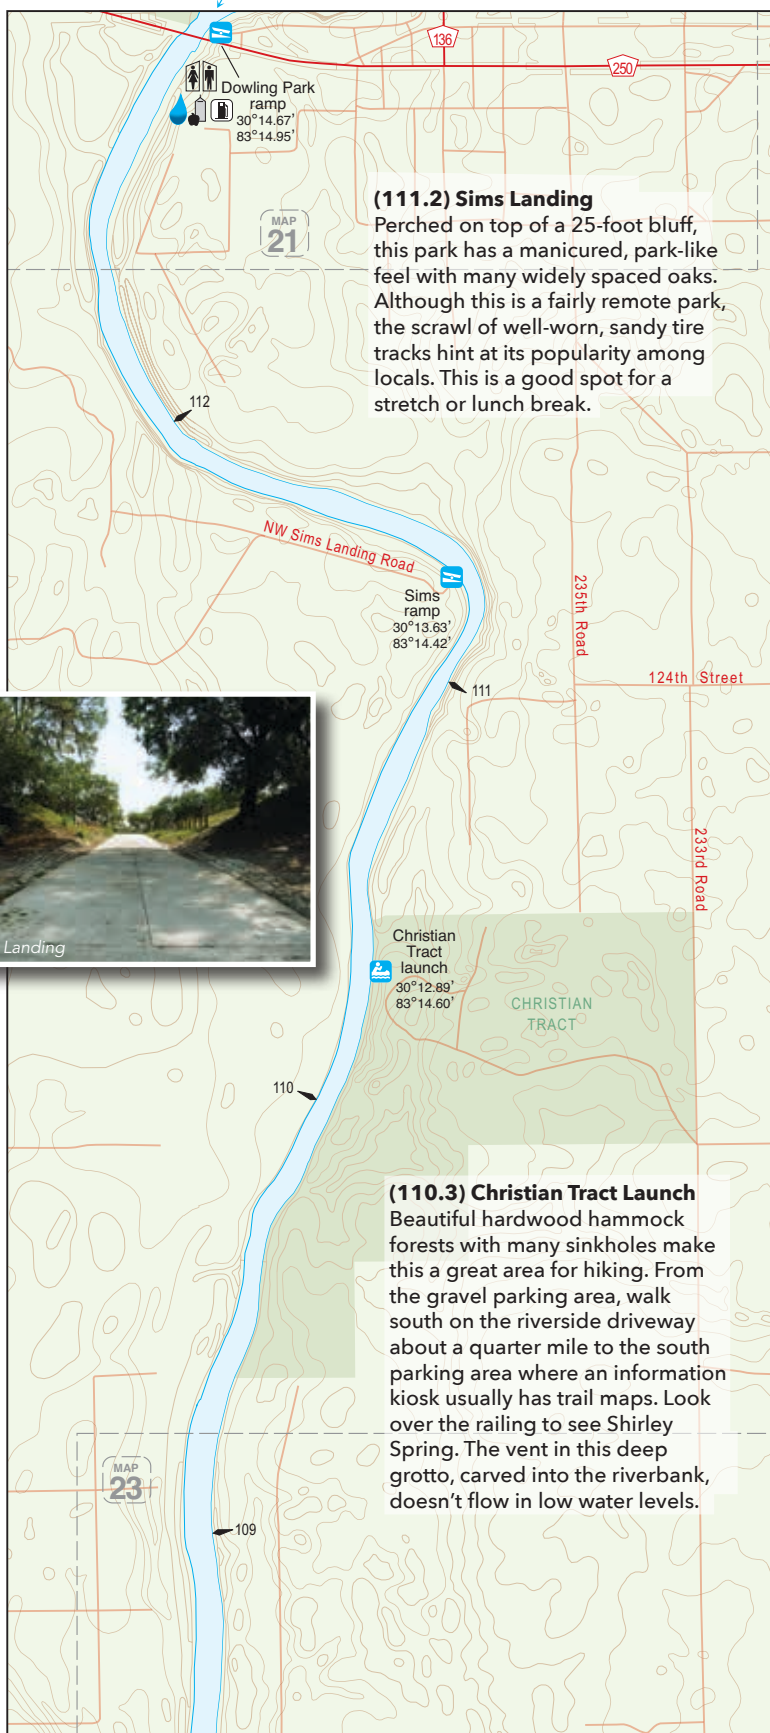 136
250
Dowling Park
ramp
30°14.67'
83°14.95'
(111.2) Sims Landing
Perched on top of a 25-foot bluff,
this park has a manicured, park-like
feel with many widely spaced oaks.
Although this is a fairly remote park,
the scrawl of well-worn, sandy tire
tracks hint at its popularity among
locals. This is a good spot for a
stretch or lunch break.
MAP
21
112
NW Sims Landing Road
Sims
ramp
30°13.63'
83°14.42'
235th Road
124th Street
111
233rd Road
Landing
Christian
Tract
launch
30°12.89'
83°14.60'
CHRISTIAN
TRACT
110
(110.3) Christian Tract Launch
Beautiful hardwood hammock
forests with many sinkholes make
this a great area for hiking. From
the gravel parking area, walk
south on the riverside driveway
about a quarter mile to the south
parking area where an information
kiosk usually has trail maps. Look
over the railing to see Shirley
Spring. The vent in this deep
grotto, carved into the riverbank,
doesn't flow in low water levels.
MAP
23
109